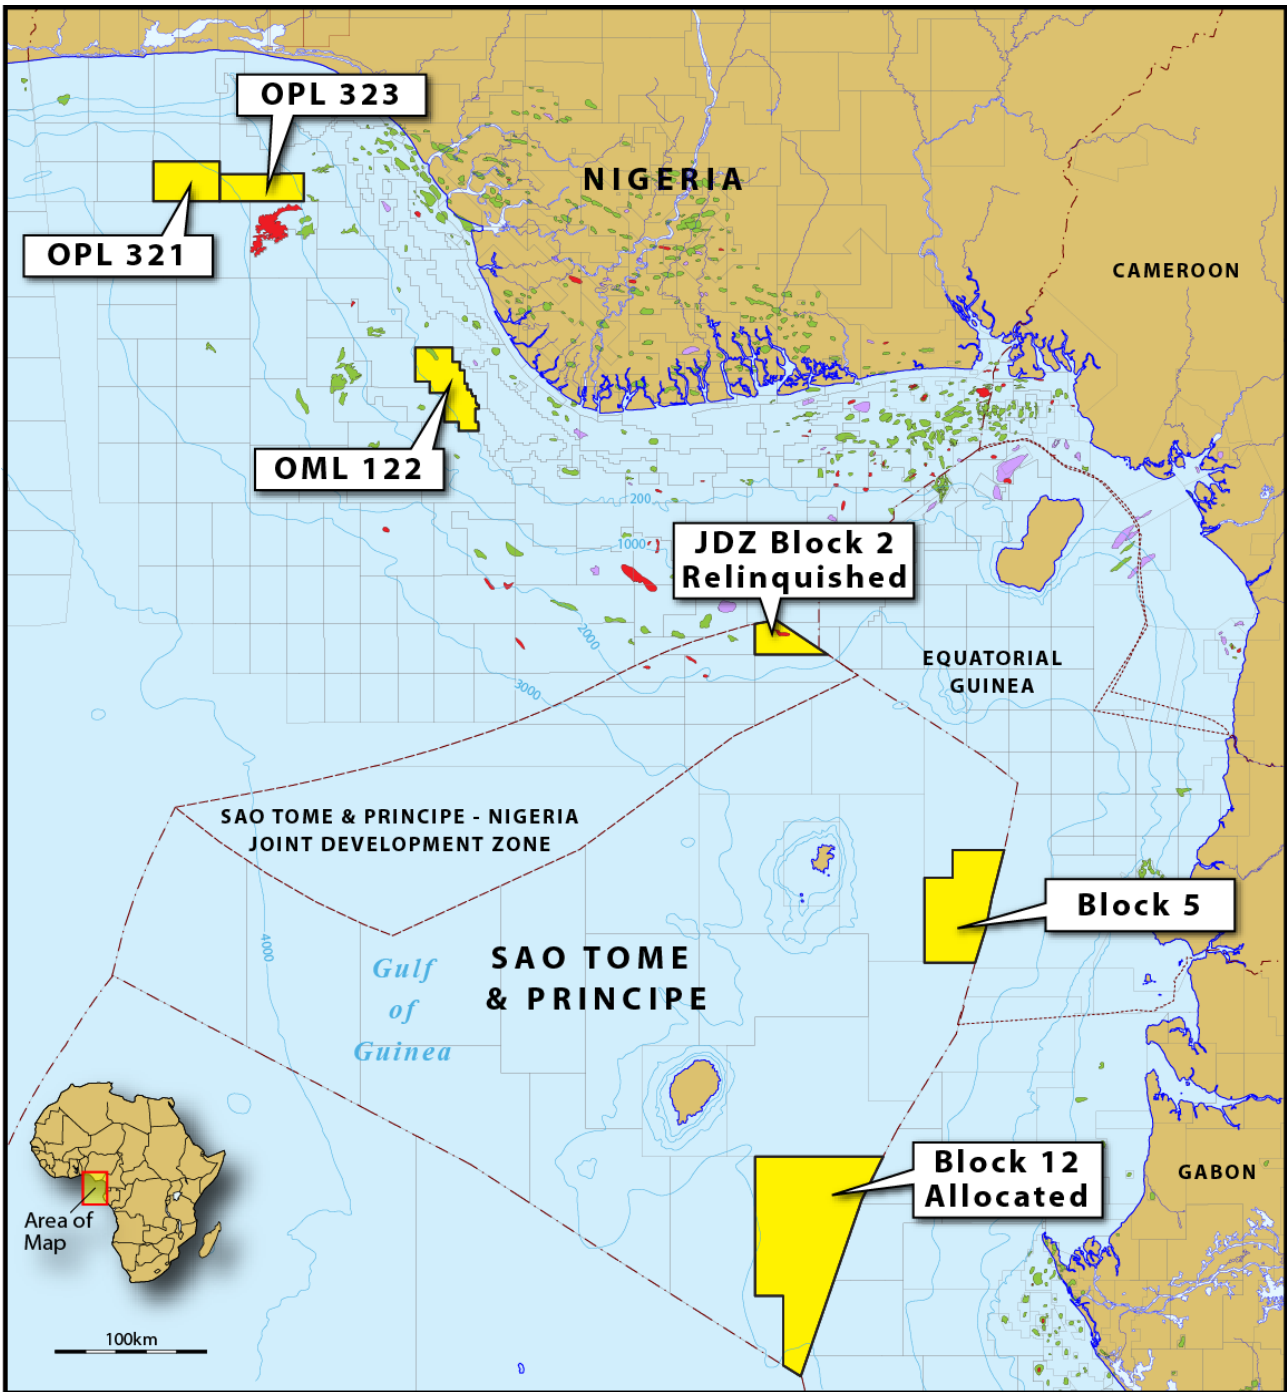 OPL 323
NIGERIA
OPL 321
CAMEROON
OML 122
200
1000
JDZ Block 2
Relinquished
2000
3000
EQUATORIAL
GUINEA
SAO TOME & PRINCIPE - NIGERIA
JOINT DEVELOPMENT ZONE
Block 5
4000
SAO TOME
& PRINCIPE
Gulf
of
Guinea
Block 12
Allocated
GABON
Area of
Map
100km